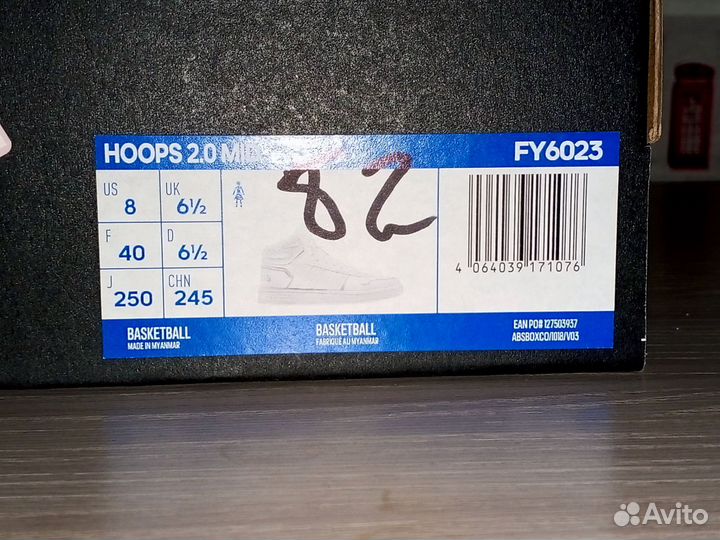 HOOPS 2.0 MID
FY6023
US
8
UK
6½
F
40
D
6½
J
250
CHN
245
82
4 064039 171076
BASKETBALL
MADE IN MYANMAR
BASKETBALL
FABRIQUÉ AU MYANMAR
EAN PO# 127503937
ABSBOXCO/1018/V03
Avito